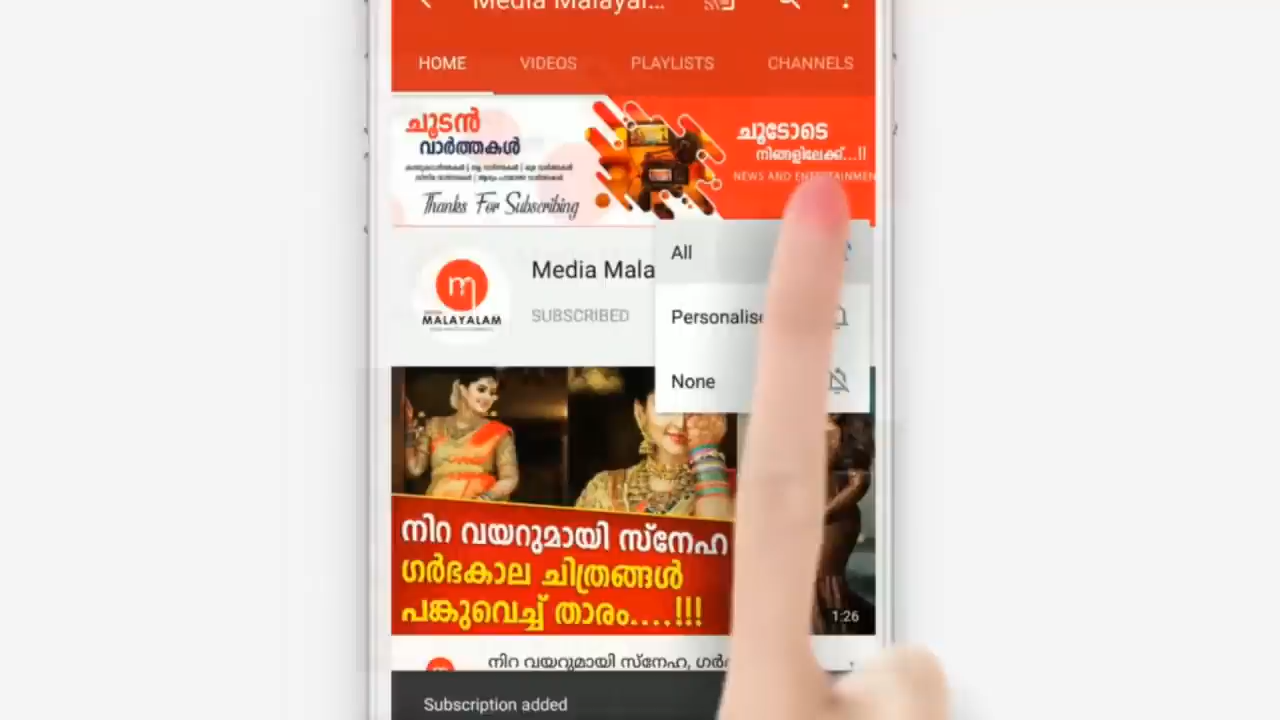 Media Malayal...
HOME VIDEOS PLAYLISTS CHANNELS
ചൂടൻ
വാർത്തകൾ
Thanks For Subscribing
ചൂടോടെ
നിങ്ങളിലേക്ക്...!!
NEWS AND ENTERTAINMEN
All
Media Mala
m
MALAYALAM
SUBSCRIBED
Personalise
None
നിറ വയറുമായി സ്നേഹ
ഗർഭകാല ചിത്രങ്ങൾ
പങ്കുവെച്ച് താരം....!!!
1:26
നിറ വയറുമായി സ്നേഹ, ഗർ
Subscription added